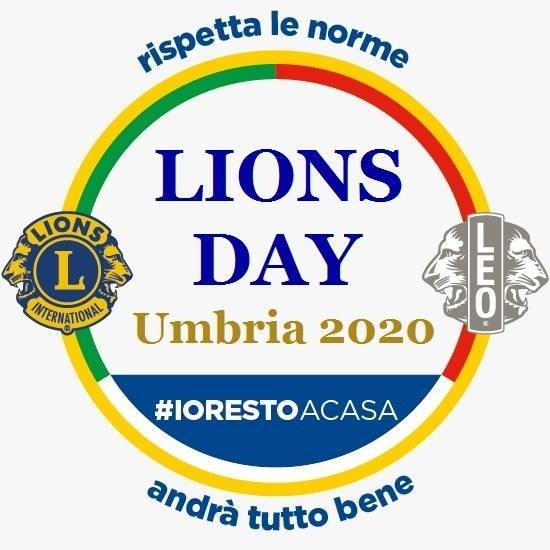 rispetta le norme
LIONS
DAY
Umbria 2020
LIONS
L
INTERNATIONAL
®
LEO
®
#IORESTOACASA
andrà tutto bene